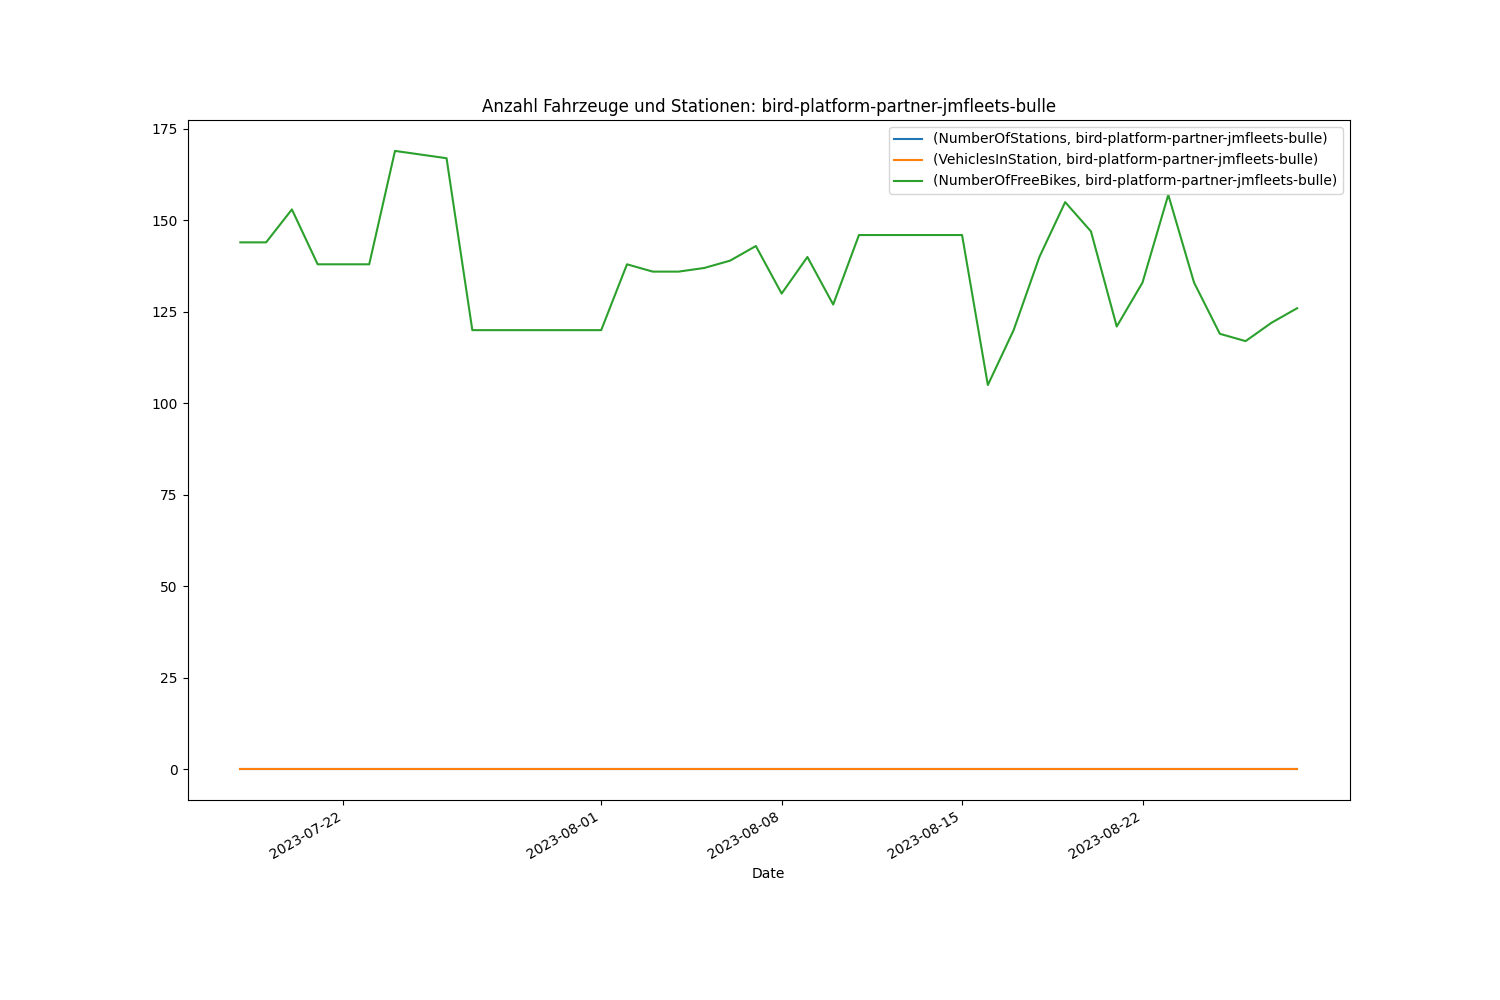 Anzahl Fahrzeuge und Stationen: bird-platform-partner-jmfleets-bulle
(NumberOfStations, bird-platform-partner-jmfleets-bulle)
(VehiclesInStation, bird-platform-partner-jmfleets-bulle)
(NumberOfFreeBikes, bird-platform-partner-jmfleets-bulle)
175
150
125
100
75
50
25
0
2023-07-22
2023-08-01
2023-08-08
2023-08-15
2023-08-22
Date